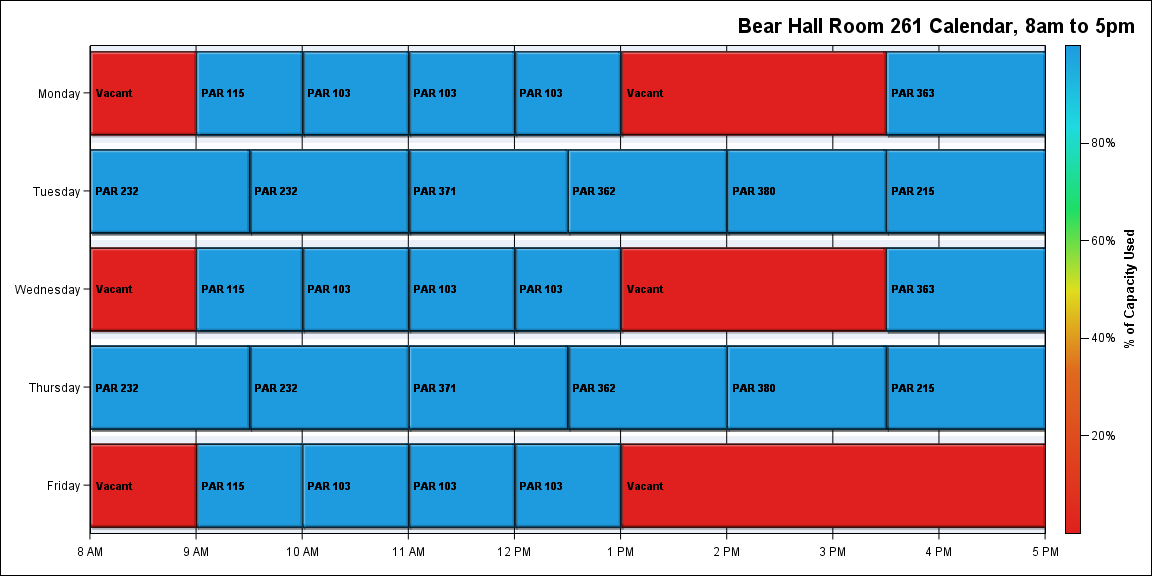 Bear Hall Room 261 Calendar, 8am to 5pm
Monday
Vacant
PAR 115
PAR 103
PAR 103
PAR 103
Vacant
PAR 363
Tuesday
PAR 232
PAR 232
PAR 371
PAR 362
PAR 380
PAR 215
Wednesday
Vacant
PAR 115
PAR 103
PAR 103
PAR 103
Vacant
PAR 363
Thursday
PAR 232
PAR 232
PAR 371
PAR 362
PAR 380
PAR 215
Friday
Vacant
PAR 115
PAR 103
PAR 103
PAR 103
Vacant
8 AM
9 AM
10 AM
11 AM
12 PM
1 PM
2 PM
3 PM
4 PM
5 PM
80%
60%
40%
20%
% of Capacity Used